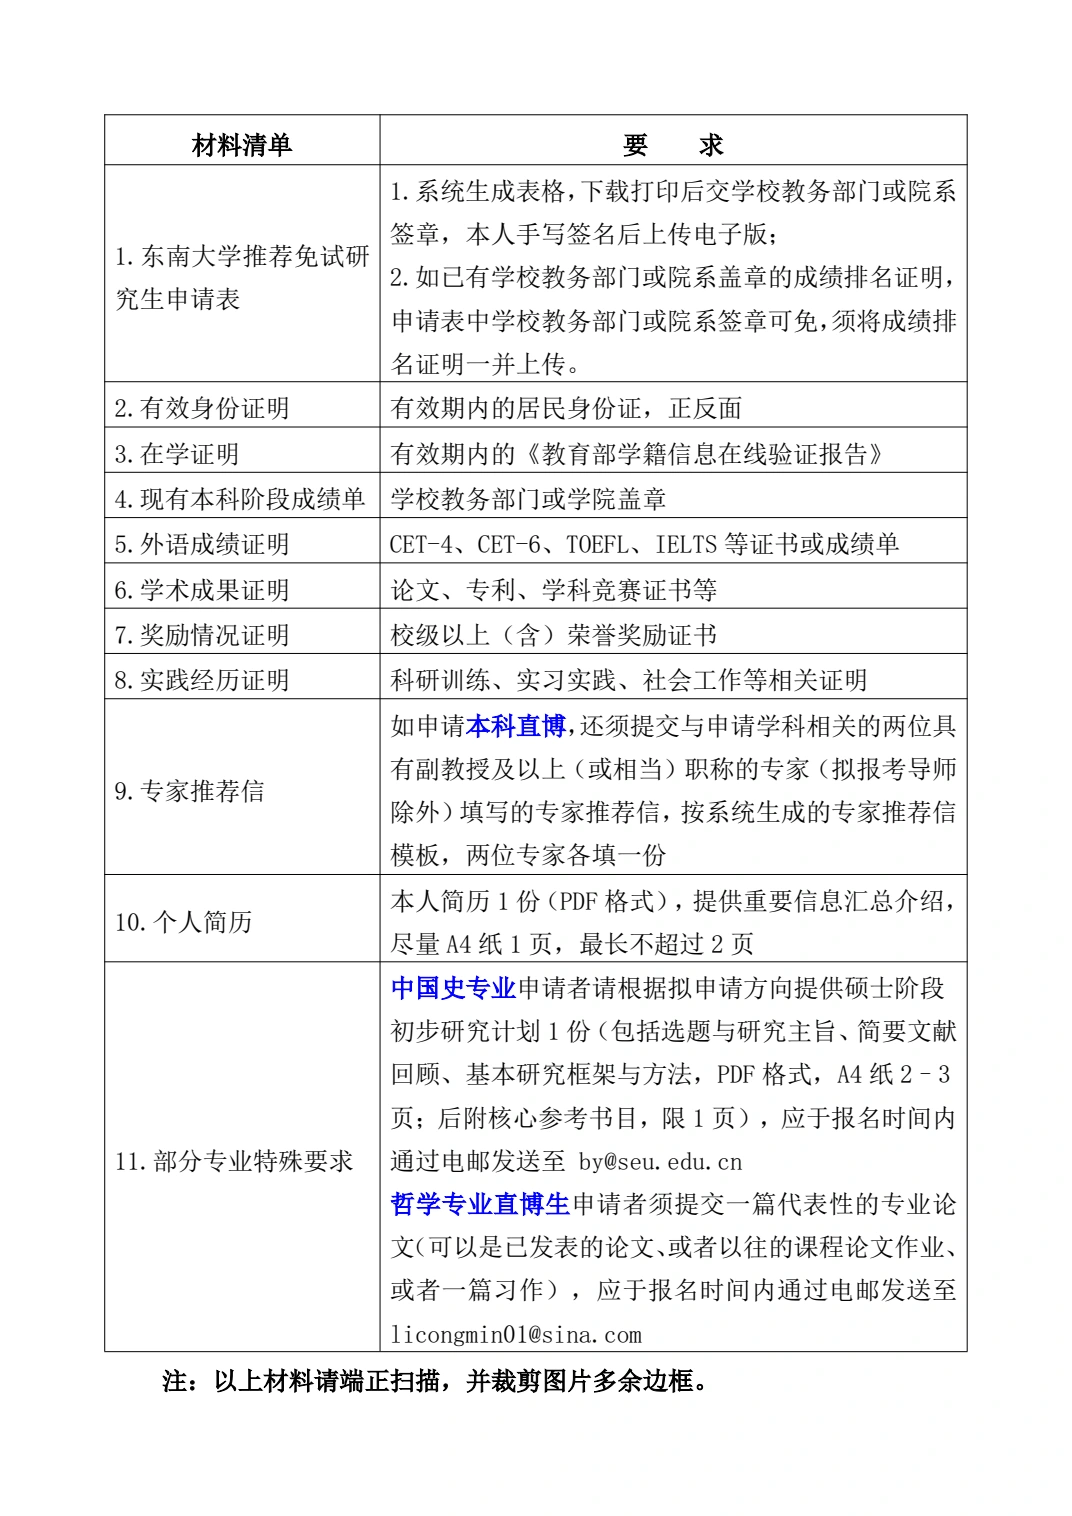 材料清单
要 求
1.东南大学推荐免试研
究生申请表
1.系统生成表格,下载打印后交学校教务部门或院系
签章，本人手写签名后上传电子版；
2.如已有学校教务部门或院系盖章的成绩排名证明，
申请表中学校教务部门或院系签章可免,须将成绩排
名证明一并上传。
2.有效身份证明
有效期内的居民身份证，正反面
3.在学证明
有效期内的《教育部学籍信息在线验证报告》
4.现有本科阶段成绩单
学校教务部门或学院盖章
5.外语成绩证明
CET-4、CET-6、TOEFL、IELTS 等证书或成绩单
6.学术成果证明
论文、专利、学科竞赛证书等
7.奖励情况证明
校级以上（含）荣誉奖励证书
8.实践经历证明
科研训练、实习实践、社会工作等相关证明
9.专家推荐信
如申请本科直博,还须提交与申请学科相关的两位具
有副教授及以上（或相当）职称的专家（拟报考导师
除外）填写的专家推荐信,按系统生成的专家推荐信
模板，两位专家各填一份
10.个人简历
本人简历 1 份（PDF 格式）,提供重要信息汇总介绍，
尽量 A4 纸 1 页，最长不超过 2 页
11.部分专业特殊要求
中国史专业申请者请根据拟申请方向提供硕士阶段
初步研究计划 1 份（包括选题与研究主旨、简要文献
回顾、基本研究框架与方法，PDF 格式，A4 纸 2–3
页；后附核心参考书目，限 1 页），应于报名时间内
通过电邮发送至 by@seu.edu.cn
哲学专业直博生申请者须提交一篇代表性的专业论
文（可以是已发表的论文、或者以往的课程论文作业、
或者一篇习作），应于报名时间内通过电邮发送至
licongmin01@sina.com
注：以上材料请端正扫描，并裁剪图片多余边框。